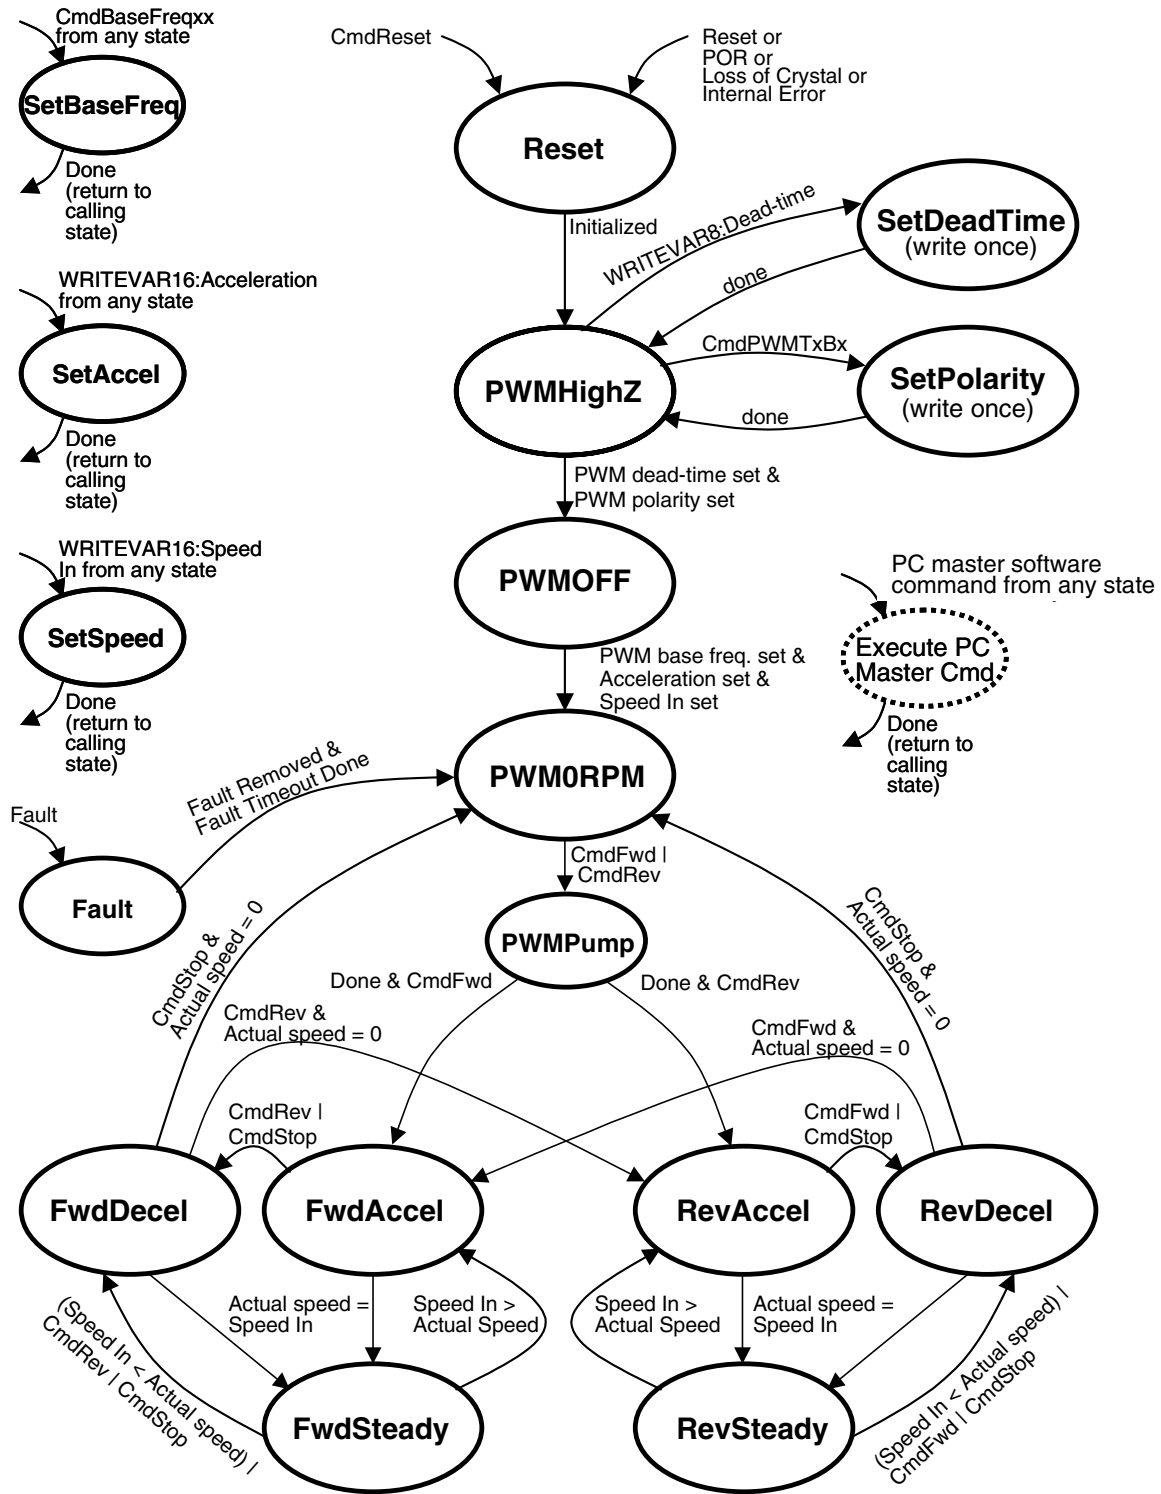 CmdBaseFreqxx
from any state
SetBaseFreq
Done
(return to
calling
state)
CmdReset
Reset or
POR or
Loss of Crystal or
Internal Error
Reset
Initialized
WRITEVAR8:Dead-time
SetDeadTime
(write once)
done
WRITEVAR16:Acceleration
from any state
SetAccel
Done
(return to
calling
state)
PWMHighZ
CmdPWMTxBx
SetPolarity
(write once)
done
PWM dead-time set &
PWM polarity set
WRITEVAR16:Speed
In from any state
SetSpeed
Done
(return to
calling
state)
PWMOFF
PC master software
command from any state
Execute PC
Master Cmd
Done
(return to
calling
state)
PWM base freq. set &
Acceleration set &
Speed In set
PWM0RPM
Fault Removed &
Fault Timeout Done
Fault
Fault
CmdFwd |
CmdRev
PWMPump
CmdStop &
Actual speed = 0
Done & CmdFwd
Done & CmdRev
CmdStop &
Actual speed = 0
CmdRev &
Actual speed = 0
CmdFwd &
Actual speed = 0
CmdRev |
CmdStop
CmdFwd |
CmdStop
FwdDecel
FwdAccel
RevAccel
RevDecel
(Speed In < Actual speed) |
CmdRev | CmdStop
Actual speed =
Speed In
Speed In >
Actual Speed
Speed In >
Actual Speed
Actual speed =
Speed In
(Speed In < Actual speed) |
CmdFwd | CmdStop
FwdSteady
RevSteady